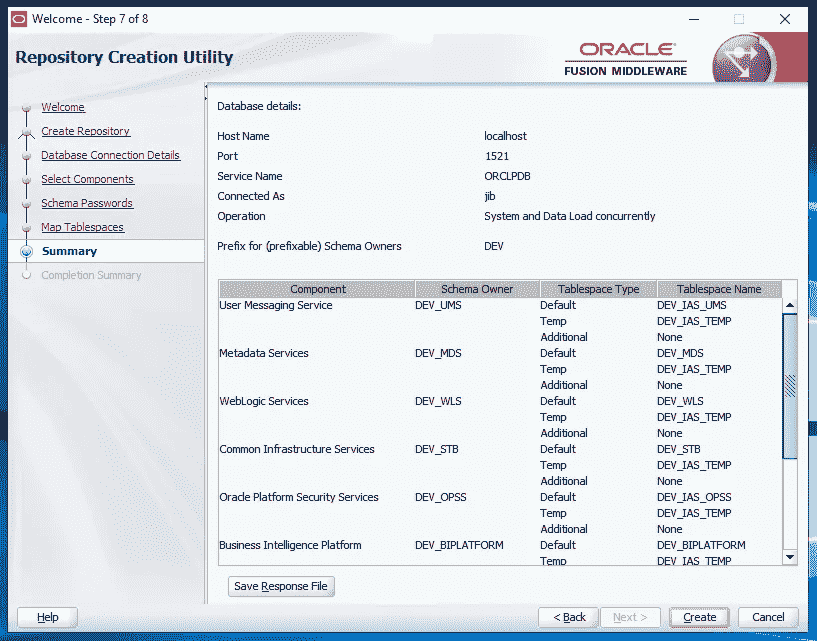 Welcome - Step 7 of 8
Repository Creation Utility
ORACLE
FUSION MIDDLEWARE
Welcome
Create Repository
Database Connection Details
Select Components
Schema Passwords
Map Tablespaces
Summary
Completion Summary
Database details:
Host Name localhost
Port 1521
Service Name ORCLPDB
Connected As jib
Operation System and Data Load concurrently
Prefix for (prefixable) Schema Owners DEV
Component Schema Owner Tablespace Type Tablespace Name
User Messaging Service DEV_UMS Default DEV_IAS_UMS
Temp DEV_IAS_TEMP
Additional None
Metadata Services DEV_MDS Default DEV_MDS
Temp DEV_IAS_TEMP
Additional None
WebLogic Services DEV_WLS Default DEV_WLS
Temp DEV_IAS_TEMP
Additional None
Common Infrastructure Services DEV_STB Default DEV_STB
Temp DEV_IAS_TEMP
Additional None
Oracle Platform Security Services DEV_OPSS Default DEV_IAS_OPSS
Temp DEV_IAS_TEMP
Additional None
Business Intelligence Platform DEV_BIPLATFORM Default DEV_BIPLATFORM
Temp DEV_IAS_TEMP
Save Response File
Help
< Back
Next >
Create
Cancel